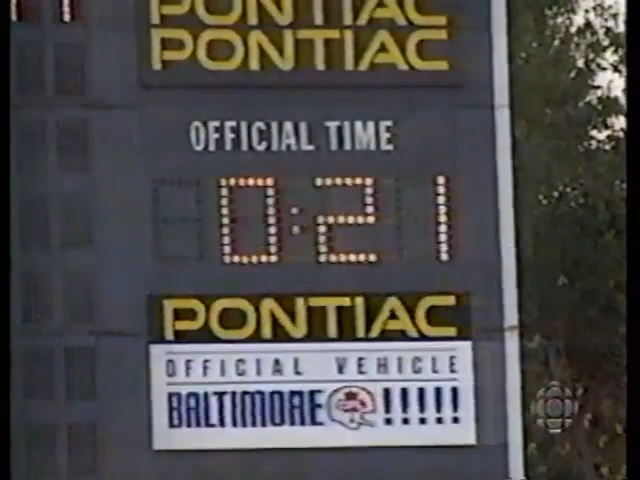 PONTIAC
PONTIAC
OFFICIAL TIME
0:21
PONTIAC
OFFICIAL VEHICLE
BALTIMORE !!!!!